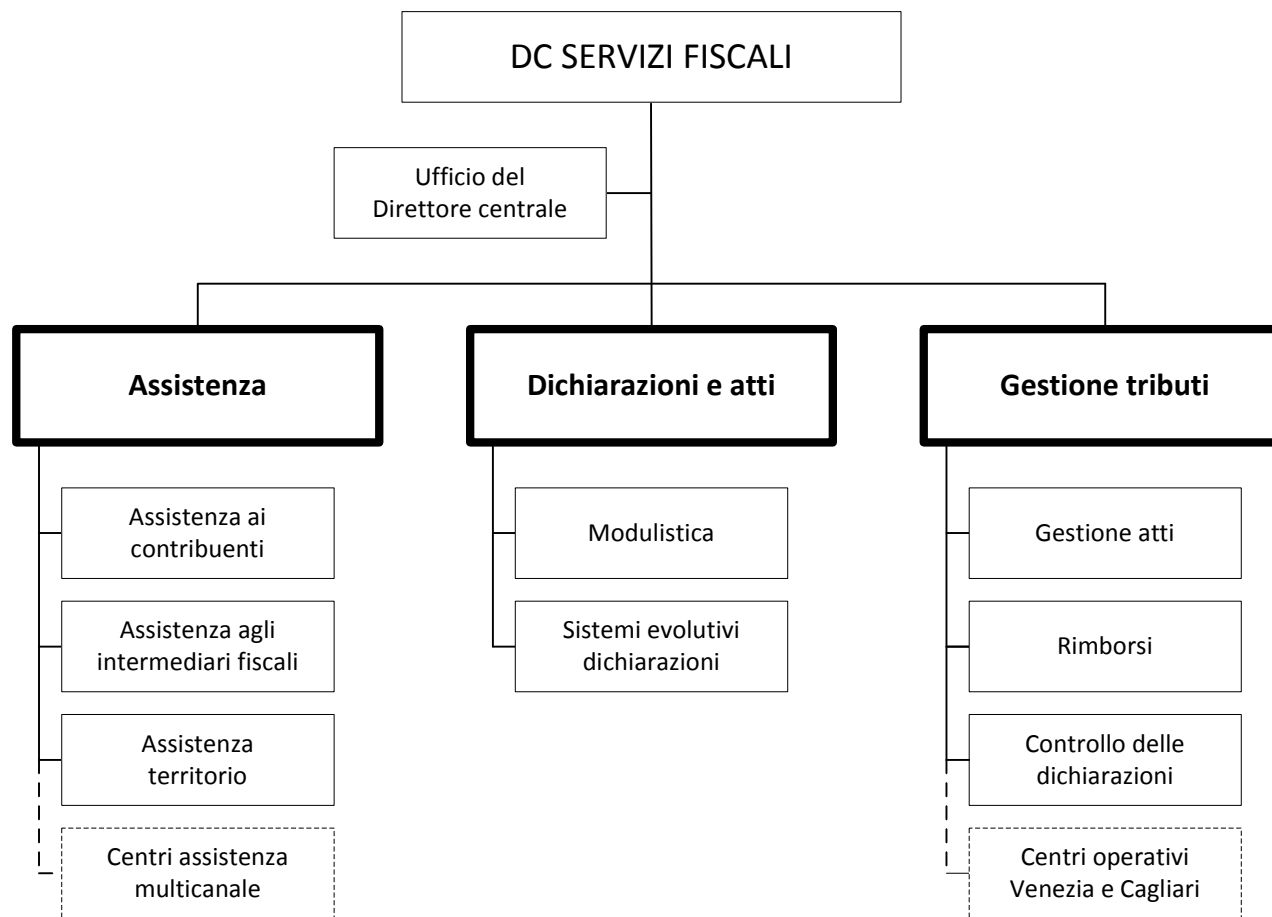 DC SERVIZI FISCALI
Ufficio del
Direttore centrale
Assistenza
Dichiarazioni e atti
Gestione tributi
Assistenza ai
contribuenti
Assistenza agli
intermediari fiscali
Assistenza
territorio
Centri assistenza
multicanale
Modulistica
Sistemi evolutivi
dichiarazioni
Gestione atti
Rimborsi
Controllo delle
dichiarazioni
Centri operativi
Venezia e Cagliari